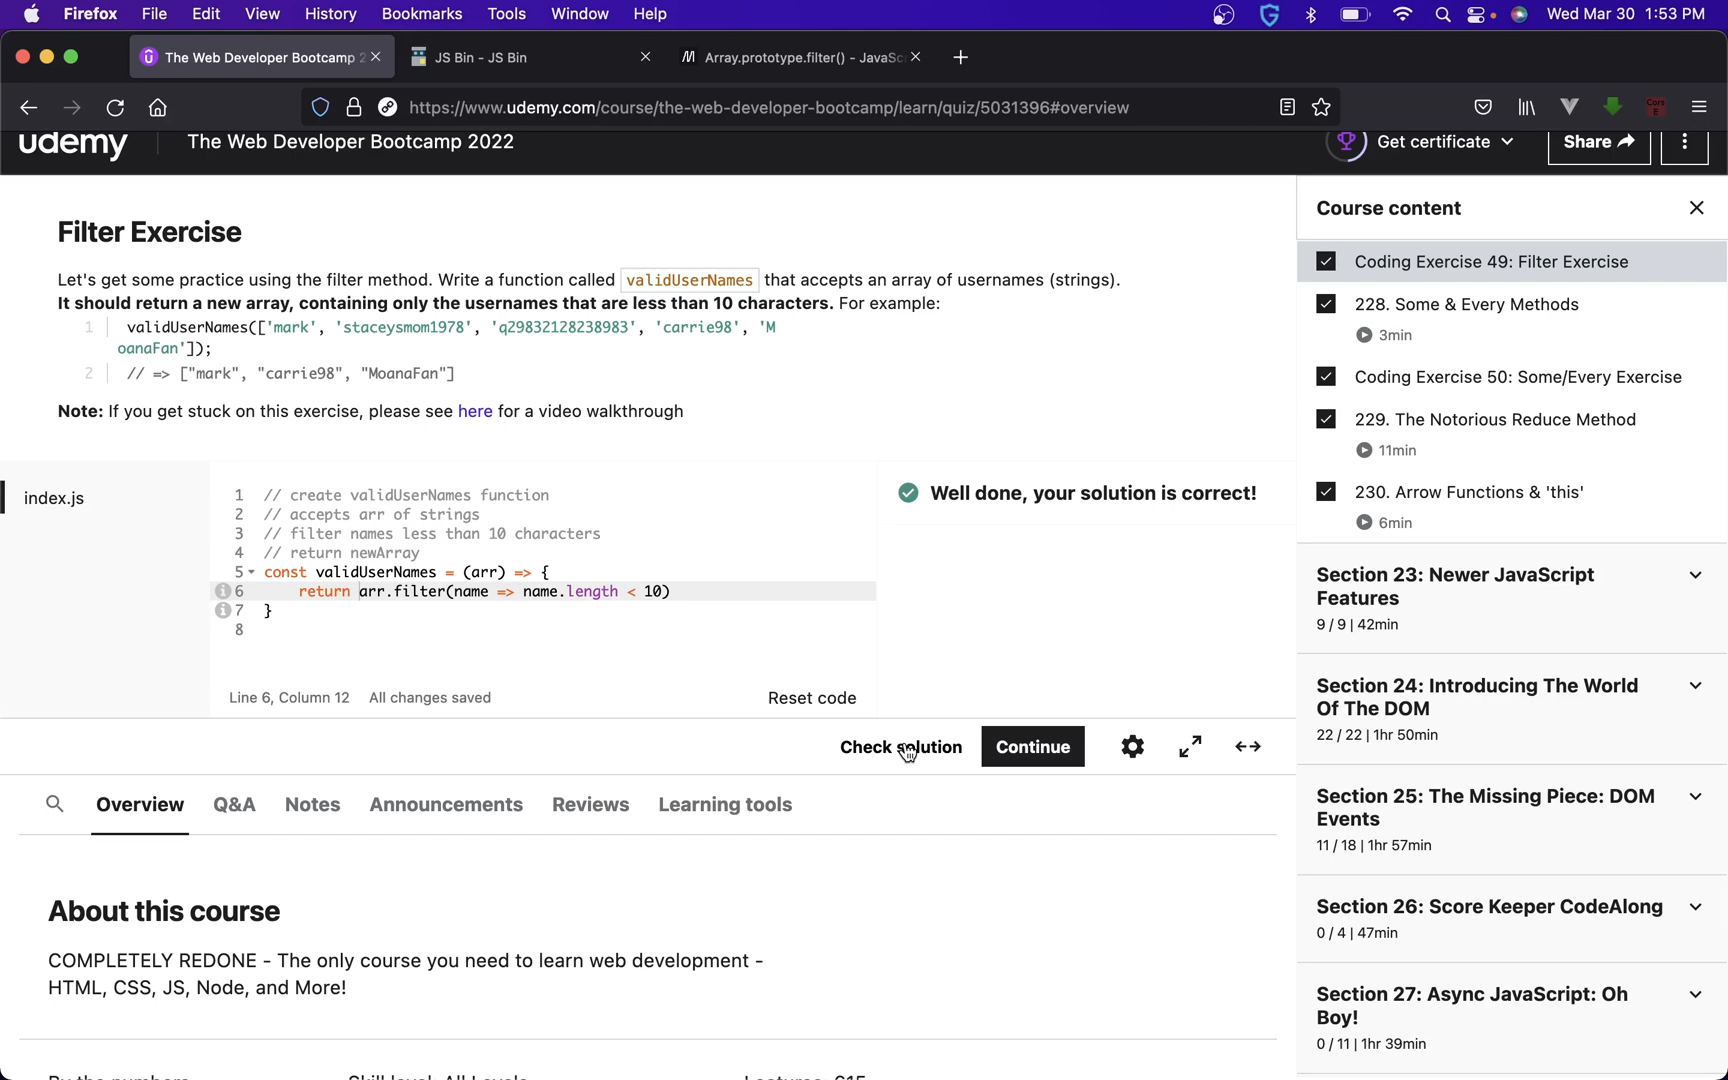 Firefox File Edit View History Bookmarks Tools Window Help Wed Mar 30 1:53 PM
The Web Developer Bootcamp 2 JS Bin - JS Bin Array.prototype.filter() - JavaSc
https://www.udemy.com/course/the-web-developer-bootcamp/learn/quiz/5031396#overview
udemy The Web Developer Bootcamp 2022 Get certificate Share
Filter Exercise
Let's get some practice using the filter method. Write a function called validUserNames that accepts an array of usernames (strings).
It should return a new array, containing only the usernames that are less than 10 characters. For example:
1 validUserNames(['mark', 'staceysmom1978', 'q29832128238983', 'carrie98', 'M
oanaFan']);
2 // => ["mark", "carrie98", "MoanaFan"]
Note: If you get stuck on this exercise, please see here for a video walkthrough
index.js
1 // create validUserNames function
2 // accepts arr of strings
3 // filter names less than 10 characters
4 // return newArray
5 const validUserNames = (arr) => {
6 return arr.filter(name => name.length < 10)
7 }
8
Line 6, Column 12 All changes saved Reset code
Well done, your solution is correct!
Check solution Continue
Overview Q&A Notes Announcements Reviews Learning tools
About this course
COMPLETELY REDONE - The only course you need to learn web development -
HTML, CSS, JS, Node, and More!
Course content
Coding Exercise 49: Filter Exercise
228. Some & Every Methods
3min
Coding Exercise 50: Some/Every Exercise
229. The Notorious Reduce Method
11min
230. Arrow Functions & 'this'
6min
Section 23: Newer JavaScript
Features
9 / 9 | 42min
Section 24: Introducing The World
Of The DOM
22 / 22 | 1hr 50min
Section 25: The Missing Piece: DOM
Events
11 / 18 | 1hr 57min
Section 26: Score Keeper CodeAlong
0 / 4 | 47min
Section 27: Async JavaScript: Oh
Boy!
0 / 11 | 1hr 39min